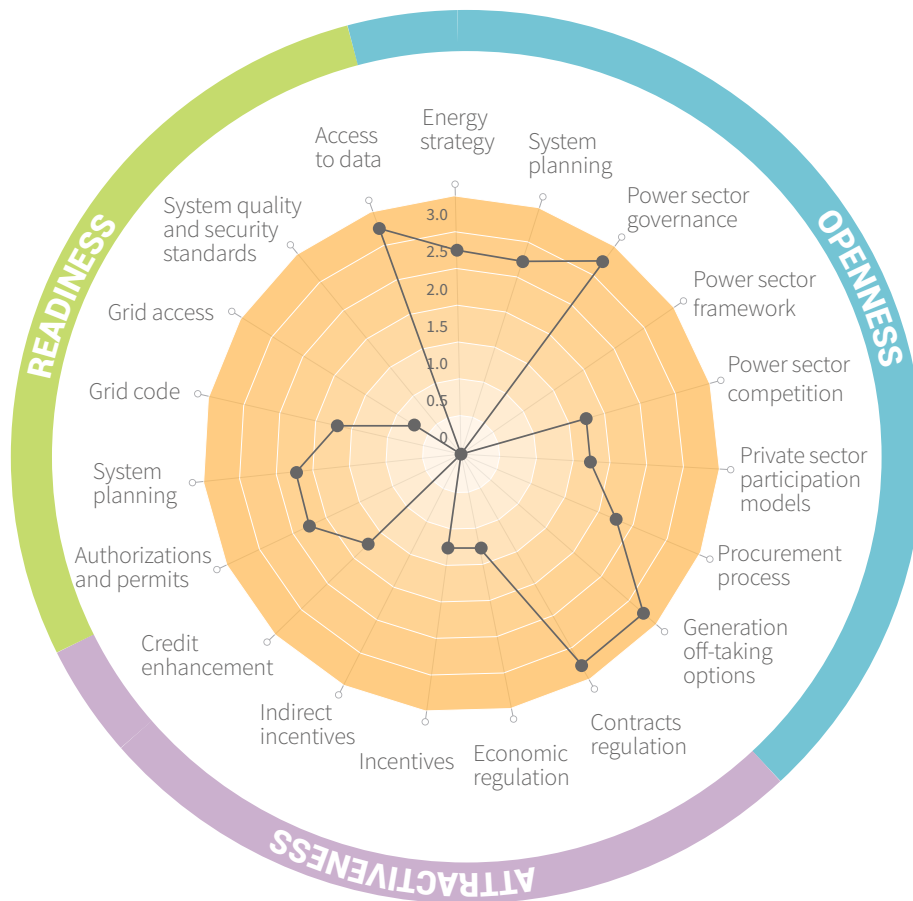 READINESS
OPENNESS
ATTRACTIVENESS
Energy
strategy
System
planning
Power sector
governance
Power sector
framework
Power sector
competition
Private sector
participation
models
Procurement
process
Generation
off-taking
options
Contracts
regulation
Economic
regulation
Incentives
Indirect
incentives
Credit
enhancement
Authorizations
and permits
System
planning
Grid code
Grid access
System quality
and security
standards
Access
to data
3.0
2.5
2.0
1.5
1.0
0.5
0